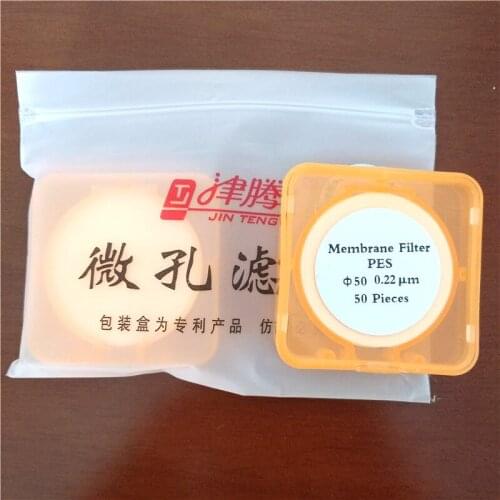 津腾
JIN TENG
微孔滤
包装盒为专利产品 仿
Membrane Filter
PES
Φ50 0.22μm
50 Pieces